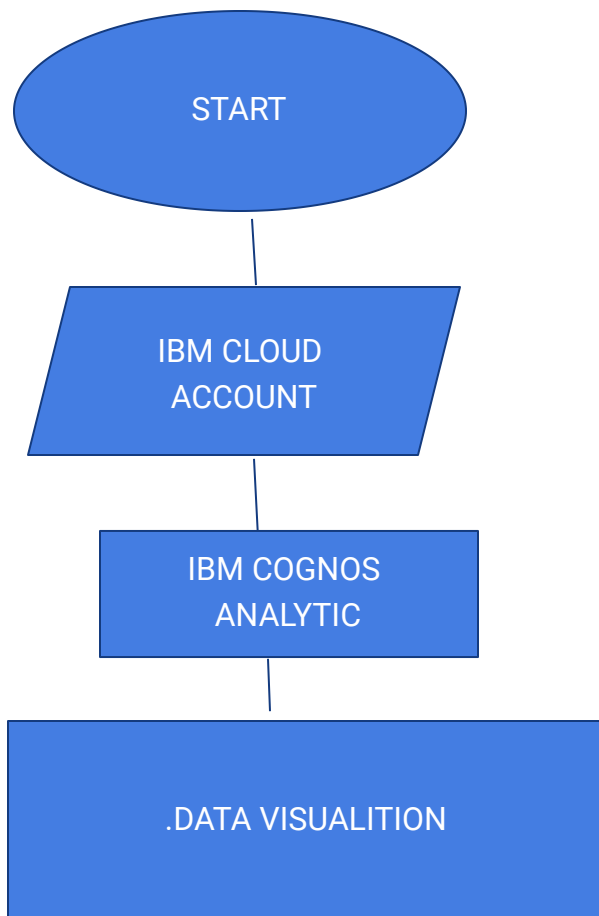 START
IBM CLOUD
ACCOUNT
IBM COGNOS
ANALYTIC
.DATA VISUALITION